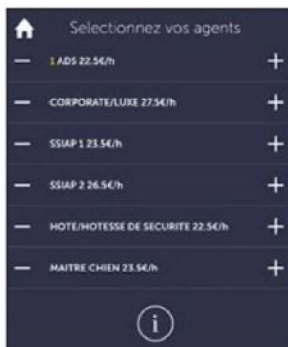 Selectionnez vos agents
— 1 ADS 22.5€/h +
— CORPORATE/LUXE 27.5€/h +
— SSIAP 1 23.5€/h +
— SSIAP 2 26.5€/h +
— HOTE/HOTESSE DE SECURITE 22.5€/h +
— MAITRE CHIEN 23.5€/h +
i